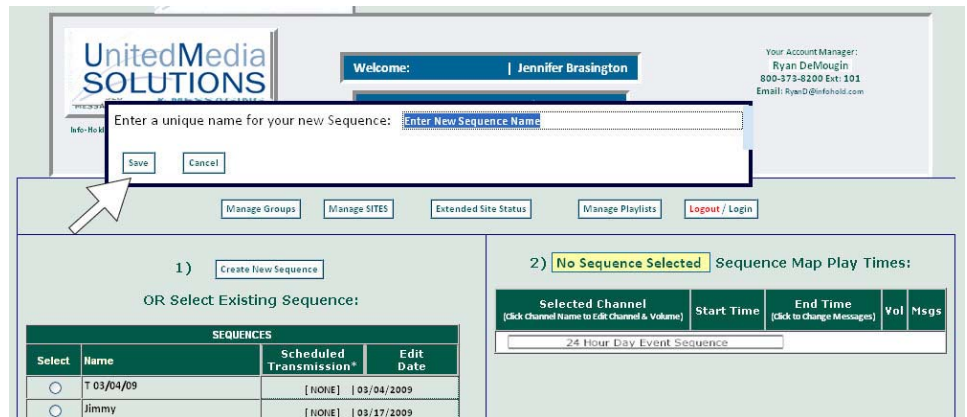 UnitedMedia
SOLUTIONS
Welcome: | Jennifer Brasington
Your Account Manager:
Ryan DeMougin
800-373-8200 Ext: 101
Email: RyanD@infohold.com
Enter a unique name for your new Sequence: Enter New Sequence Name
Save Cancel
Manage Groups Manage SITES Extended Site Status Manage Playlists Logout / Login
1) Create New Sequence
OR Select Existing Sequence:
SEQUENCES
Select Name Scheduled Transmission* Edit Date
T 03/04/09 [NONE] | 03/04/2009
Jimmy [NONE] | 03/17/2009
2) No Sequence Selected Sequence Map Play Times:
Selected Channel Start Time End Time Vol Msgs
(Click Channel Name to Edit Channel & Volume) (Click to Change Messages)
24 Hour Day Event Sequence